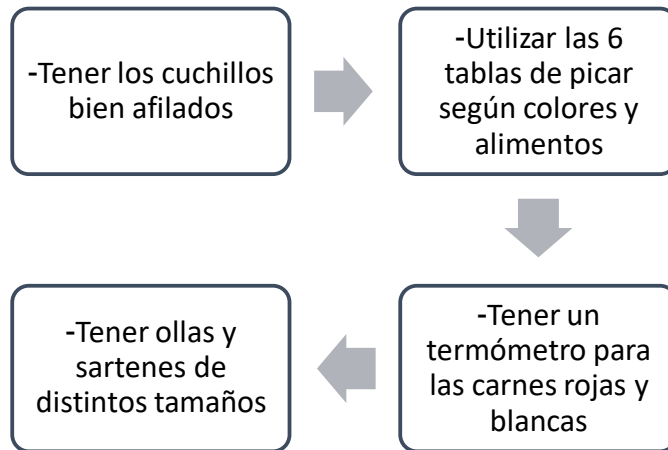 -Tener los cuchillos
bien afilados
-Utilizar las 6
tablas de picar
según colores y
alimentos
-Tener un
termómetro para
las carnes rojas y
blancas
-Tener ollas y
sartenes de
distintos tamaños